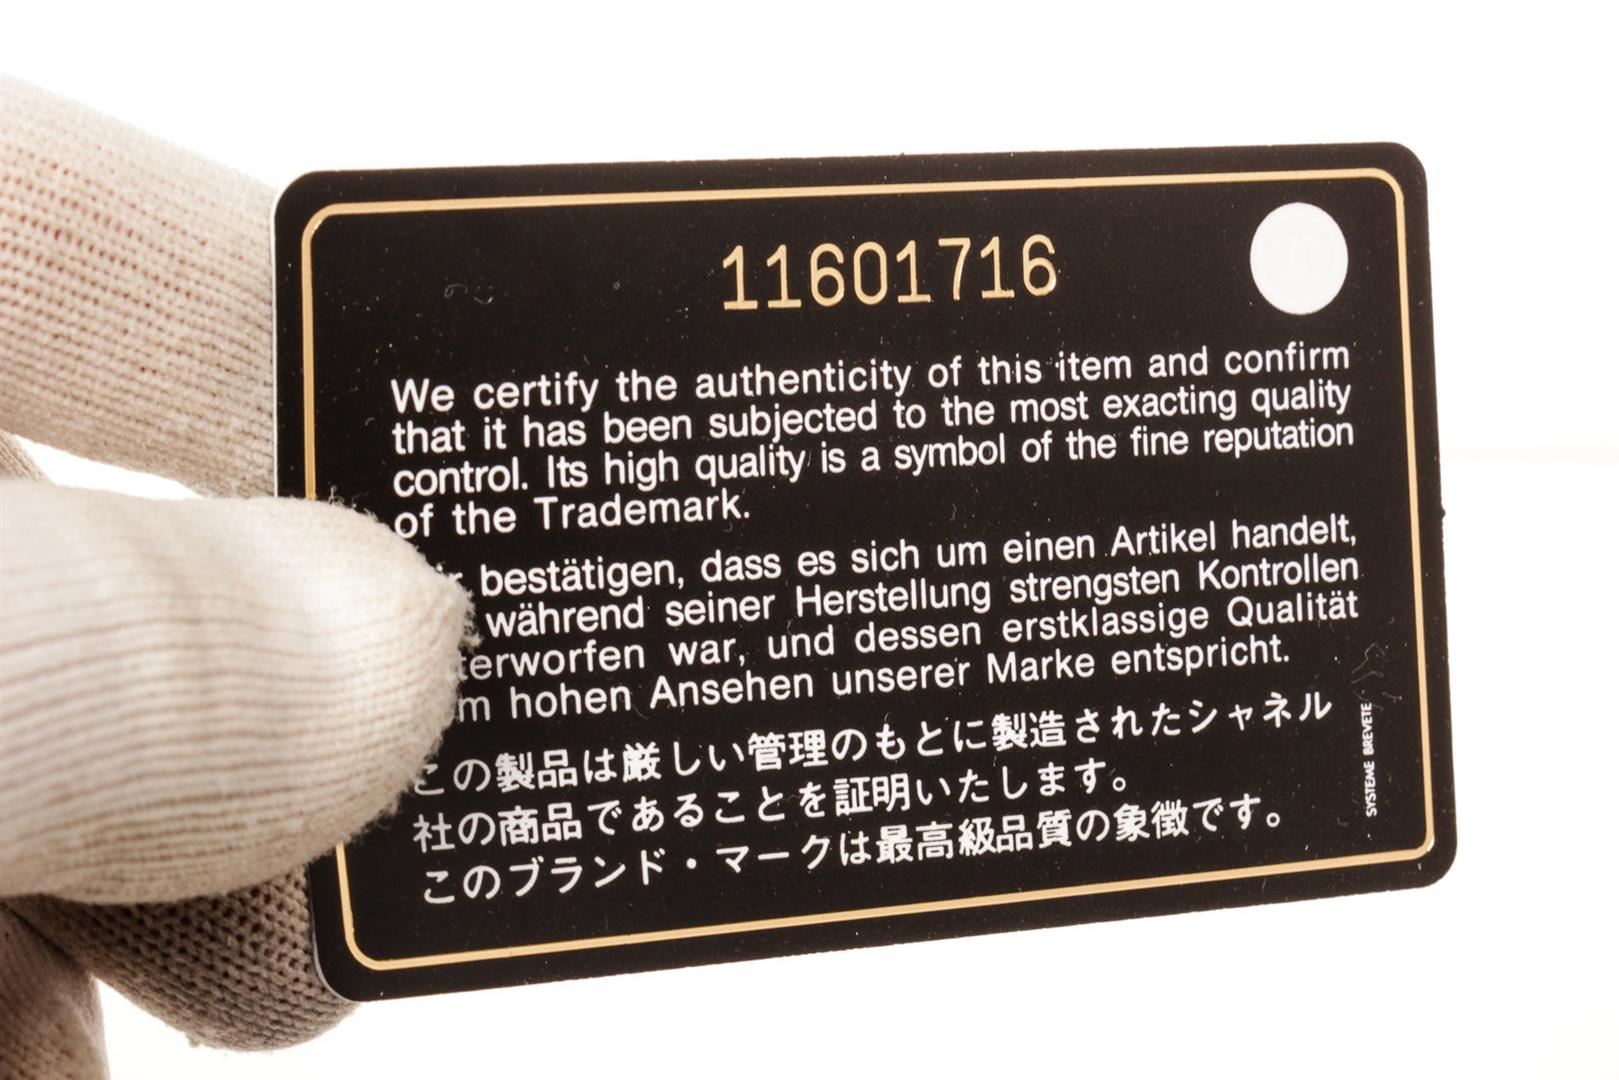 11601716
We certify the authenticity of this item and confirm
that it has been subjected to the most exacting quality
control. Its high quality is a symbol of the fine reputation
of the Trademark.
bestätigen, dass es sich um einen Artikel handelt,
während seiner Herstellung strengsten Kontrollen
terworfen war, und dessen erstklassige Qualität
m hohen Ansehen unserer Marke entspricht.
この製品は厳しい管理のもとに製造されたシャネル
社の商品であることを証明いたします。
このブランド・マークは最高級品質の象徴です。
SYSTEME BREVETE